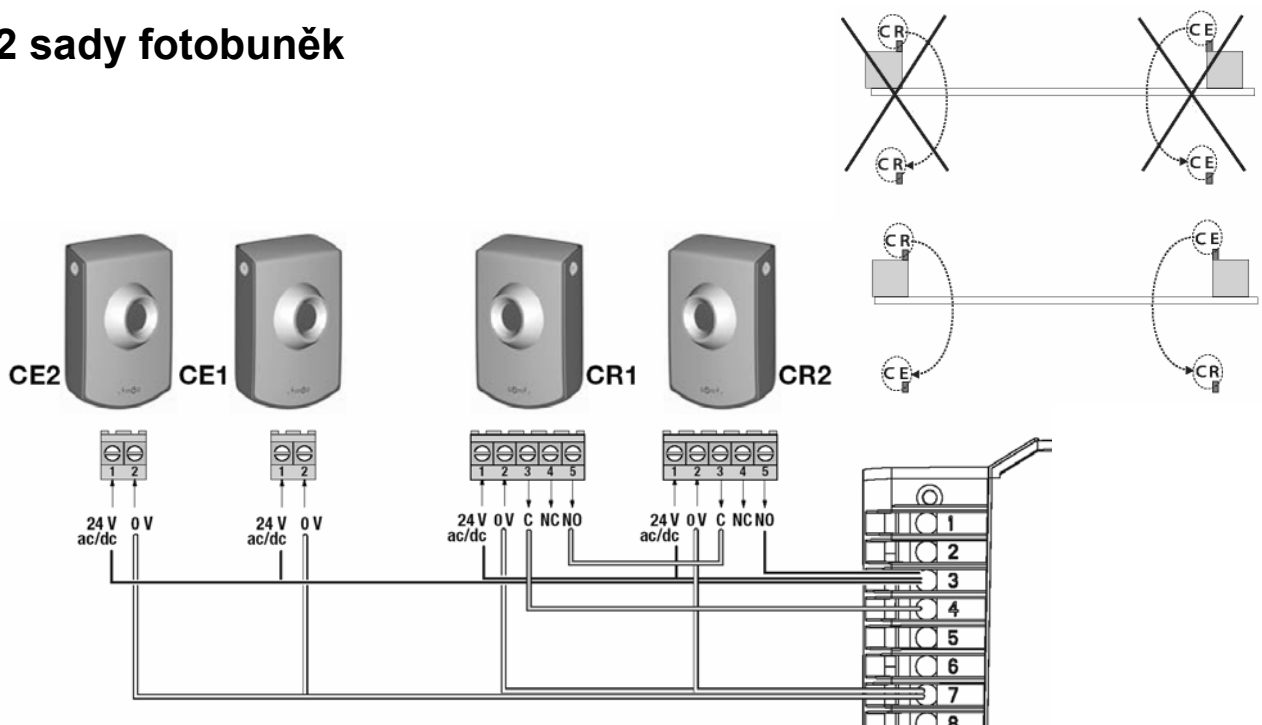 2 sady fotobuněk
CR CE
CR CE
CR CE
CE CR
CE2 CE1 CR1 CR2
1 2 1 2 1 2 3 4 5 1 2 3 4 5
24 V 0 V 24 V 0 V 24 V 0 V C NC NO 24 V 0 V C NC NO
ac/dc ac/dc ac/dc ac/dc
1
2
3
4
5
6
7
8